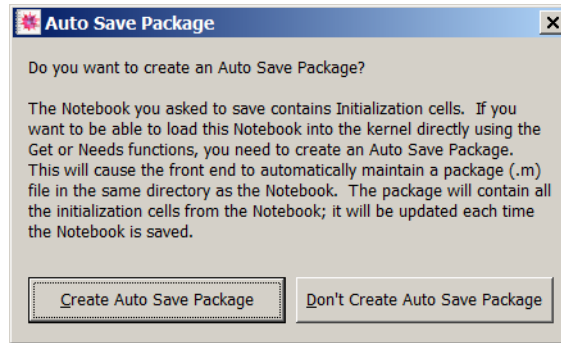 Auto Save Package
Do you want to create an Auto Save Package?
The Notebook you asked to save contains Initialization cells. If you
want to be able to load this Notebook into the kernel directly using the
Get or Needs functions, you need to create an Auto Save Package.
This will cause the front end to automatically maintain a package (.m)
file in the same directory as the Notebook. The package will contain all
the initialization cells from the Notebook; it will be updated each time
the Notebook is saved.
Create Auto Save Package Don't Create Auto Save Package